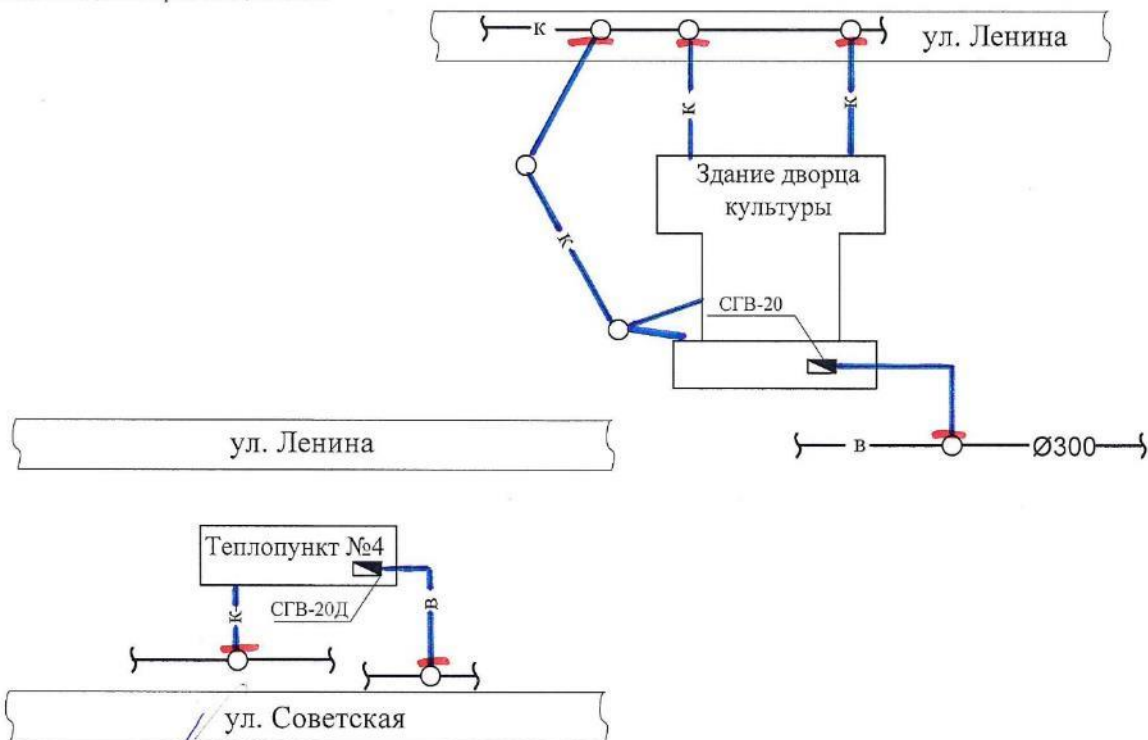 к
ул. Ленина
к
к
Здание дворца
культуры
к
СГВ-20
ул. Ленина
в
Ø300
Теплопункт №4
СГВ-20Д
к
в
ул. Советская